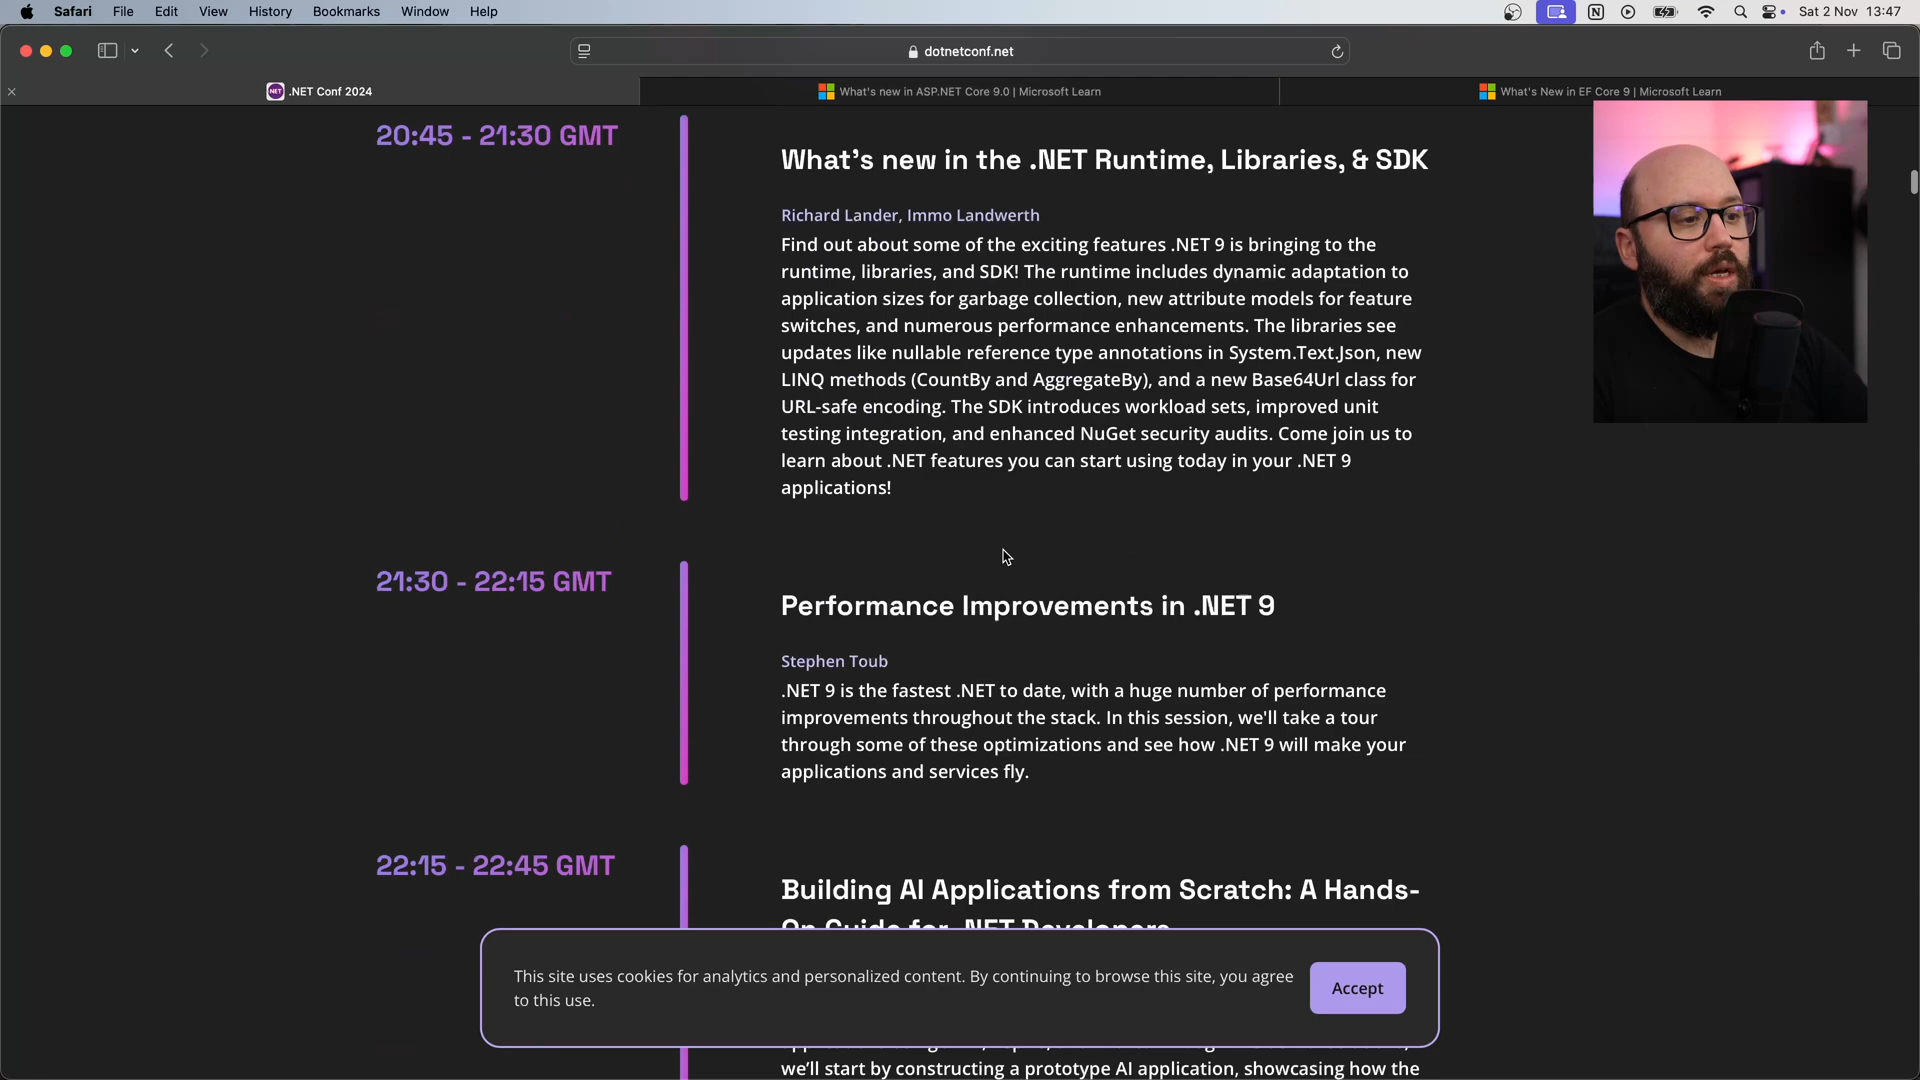 Safari File Edit View History Bookmarks Window Help
Sat 2 Nov 13:47
dotnetconf.net
NET .NET Conf 2024
What's new in ASP.NET Core 9.0 | Microsoft Learn
What's New in EF Core 9 | Microsoft Learn
20:45 - 21:30 GMT
What's new in the .NET Runtime, Libraries, & SDK
Richard Lander, Immo Landwerth
Find out about some of the exciting features .NET 9 is bringing to the
runtime, libraries, and SDK! The runtime includes dynamic adaptation to
application sizes for garbage collection, new attribute models for feature
switches, and numerous performance enhancements. The libraries see
updates like nullable reference type annotations in System.Text.Json, new
LINQ methods (CountBy and AggregateBy), and a new Base64Url class for
URL-safe encoding. The SDK introduces workload sets, improved unit
testing integration, and enhanced NuGet security audits. Come join us to
learn about .NET features you can start using today in your .NET 9
applications!
21:30 - 22:15 GMT
Performance Improvements in .NET 9
Stephen Toub
.NET 9 is the fastest .NET to date, with a huge number of performance
improvements throughout the stack. In this session, we'll take a tour
through some of these optimizations and see how .NET 9 will make your
applications and services fly.
22:15 - 22:45 GMT
Building AI Applications from Scratch: A Hands-
On Guide for .NET Developers
This site uses cookies for analytics and personalized content. By continuing to browse this site, you agree
to this use.
Accept
we'll start by constructing a prototype AI application, showcasing how the